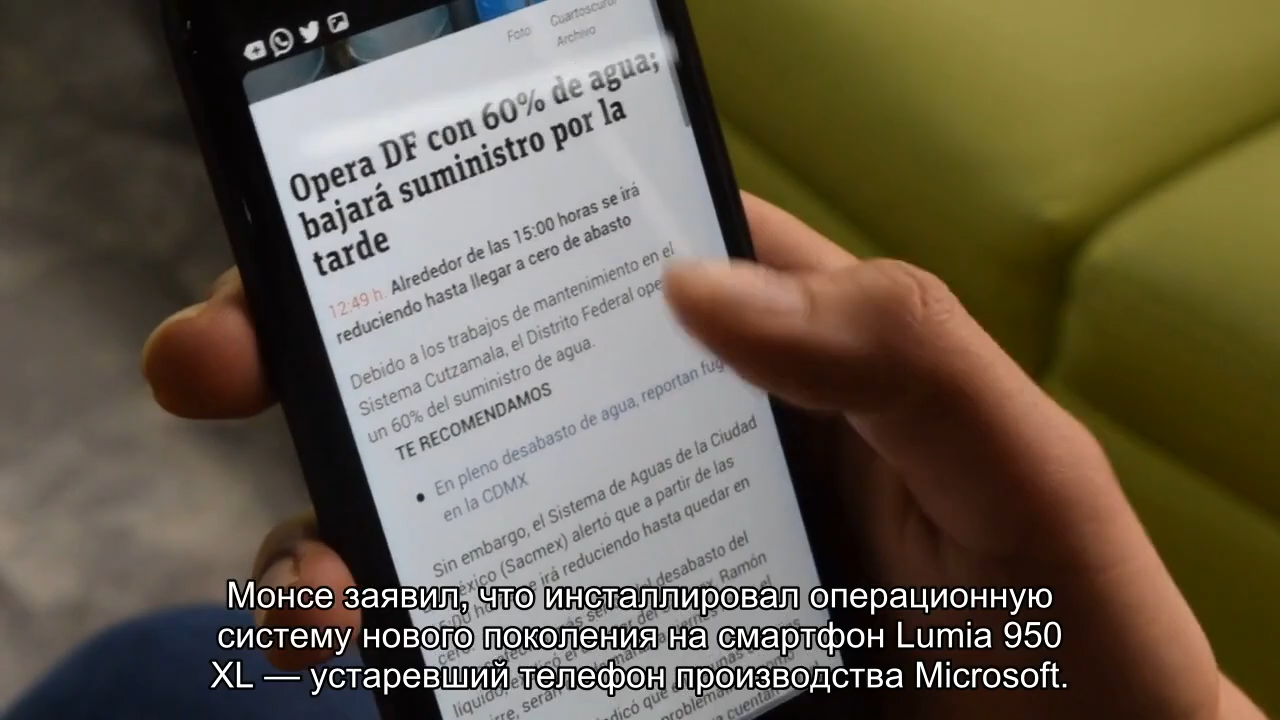 Foto Cuartoscuro/
Archivo
Opera DF con 60% de agua;
bajará suministro por la
tarde
12:49 h. Alrededor de las 15:00 horas se irá
reduciendo hasta llegar a cero de abasto
Debido a los trabajos de mantenimiento en el
Sistema Cutzamala, el Distrito Federal ope
un 60% del suministro de agua.
TE RECOMENDAMOS
En pleno desabasto de agua, reportan fug
en la CDMX
Sin embargo, el Sistema de Aguas de la Ciudad
México (Sacmex) alertó que a partir de las
irá reduciendo hasta quedar en
del desabasto del
Ramón
Монсе заявил, что инсталлировал операционную
систему нового поколения на смартфон Lumia 950
XL — устаревший телефон производства Microsoft.